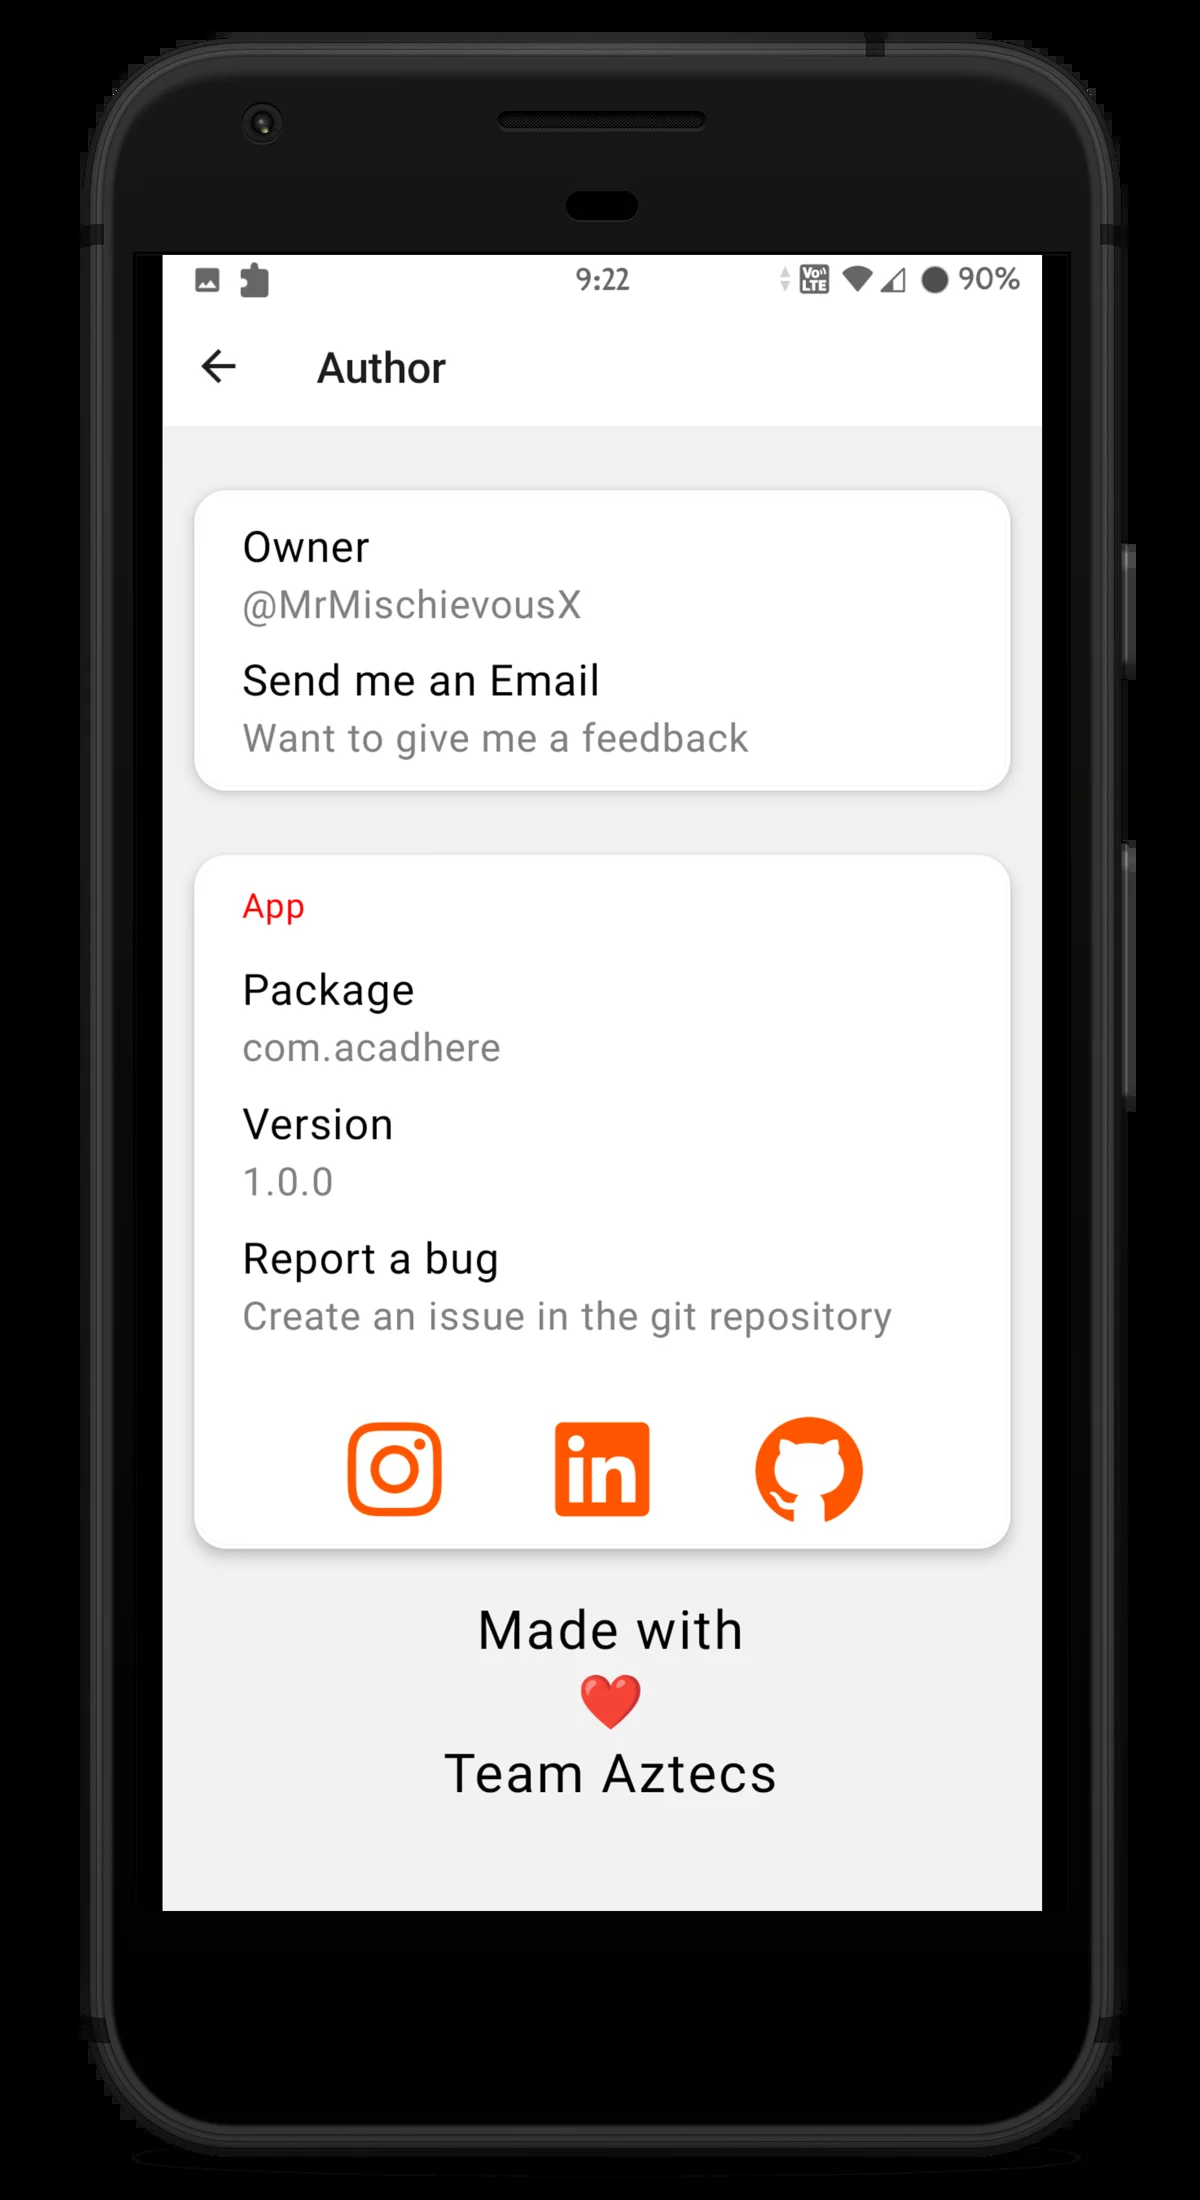 9:22
Vo)) LTE
90%
Author
Owner
@MrMischievousX
Send me an Email
Want to give me a feedback
App
Package
com.acadhere
Version
1.0.0
Report a bug
Create an issue in the git repository
in
Made with
❤️
Team Aztecs